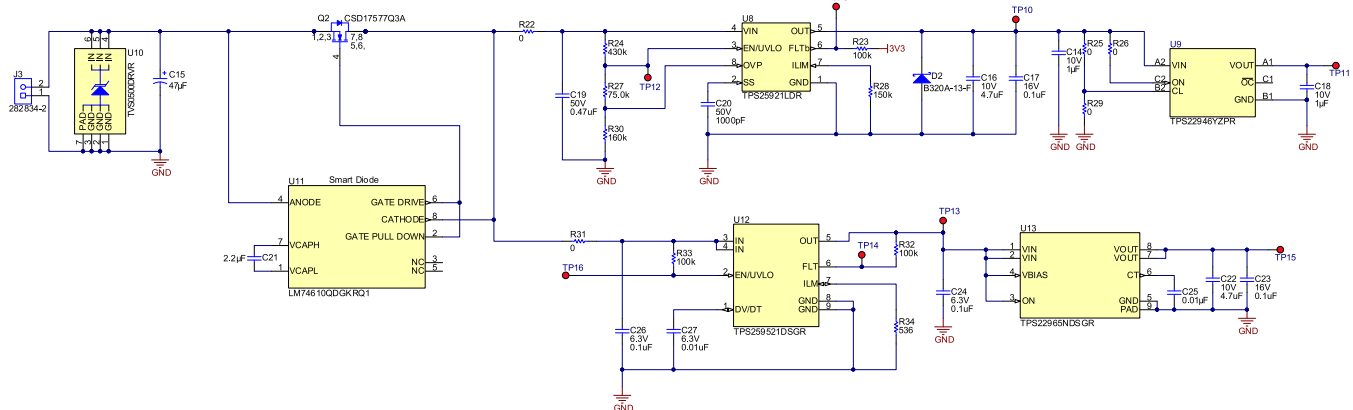 J3
2
1
282834-2
6
5
4
IN
IN
IN
U10
TVS0500DRVR
PAD
GND
GND
GND
7
3
2
1
C15
47µF
GND
Q2
CSD17577Q3A
1,2,3
7,8
5,6,
4
U11
Smart Diode
4
ANODE
GATE DRIVE
6
CATHODE
8
GATE PULL DOWN
2
7
VCAPH
1
VCAPL
NC
3
NC
5
LM74610QDGKRQ1
2.2µF
C21
R22
0
C19
50V
0.47uF
R24
430k
R27
75.0k
R30
160k
GND
TP12
U8
4
VIN
OUT
5
3
EN/UVLO
FLTb
6
8
OVP
ILIM
7
2
SS
GND
1
TPS25921LDR
C20
50V
1000pF
GND
R23
100k
3V3
R28
150k
D2
B320A-13-F
C16
10V
4.7uF
C17
16V
0.1uF
TP10
C14
10V
1µF
GND
R25
0
R26
0
R29
0
GND
U9
A2
VIN
VOUT
A1
C2
ON
OC
C1
B2
CL
GND
B1
TPS22946YZPR
TP11
C18
10V
1µF
GND
R31
0
TP16
R33
100k
C26
6.3V
0.1uF
C27
6.3V
0.01uF
GND
U12
3
IN
4
IN
OUT
5
2
EN/UVLO
FLT
6
ILM
7
1
DV/DT
GND
8
GND
9
TPS259521DSGR
TP14
R32
100k
R34
536
TP13
C24
6.3V
0.1uF
GND
U13
1
VIN
2
VIN
4
VBIAS
3
ON
VOUT
8
VOUT
7
CT
6
GND
5
PAD
9
TPS22965NDSGR
C25
0.01µF
C22
10V
4.7uF
C23
16V
0.1uF
TP15
GND